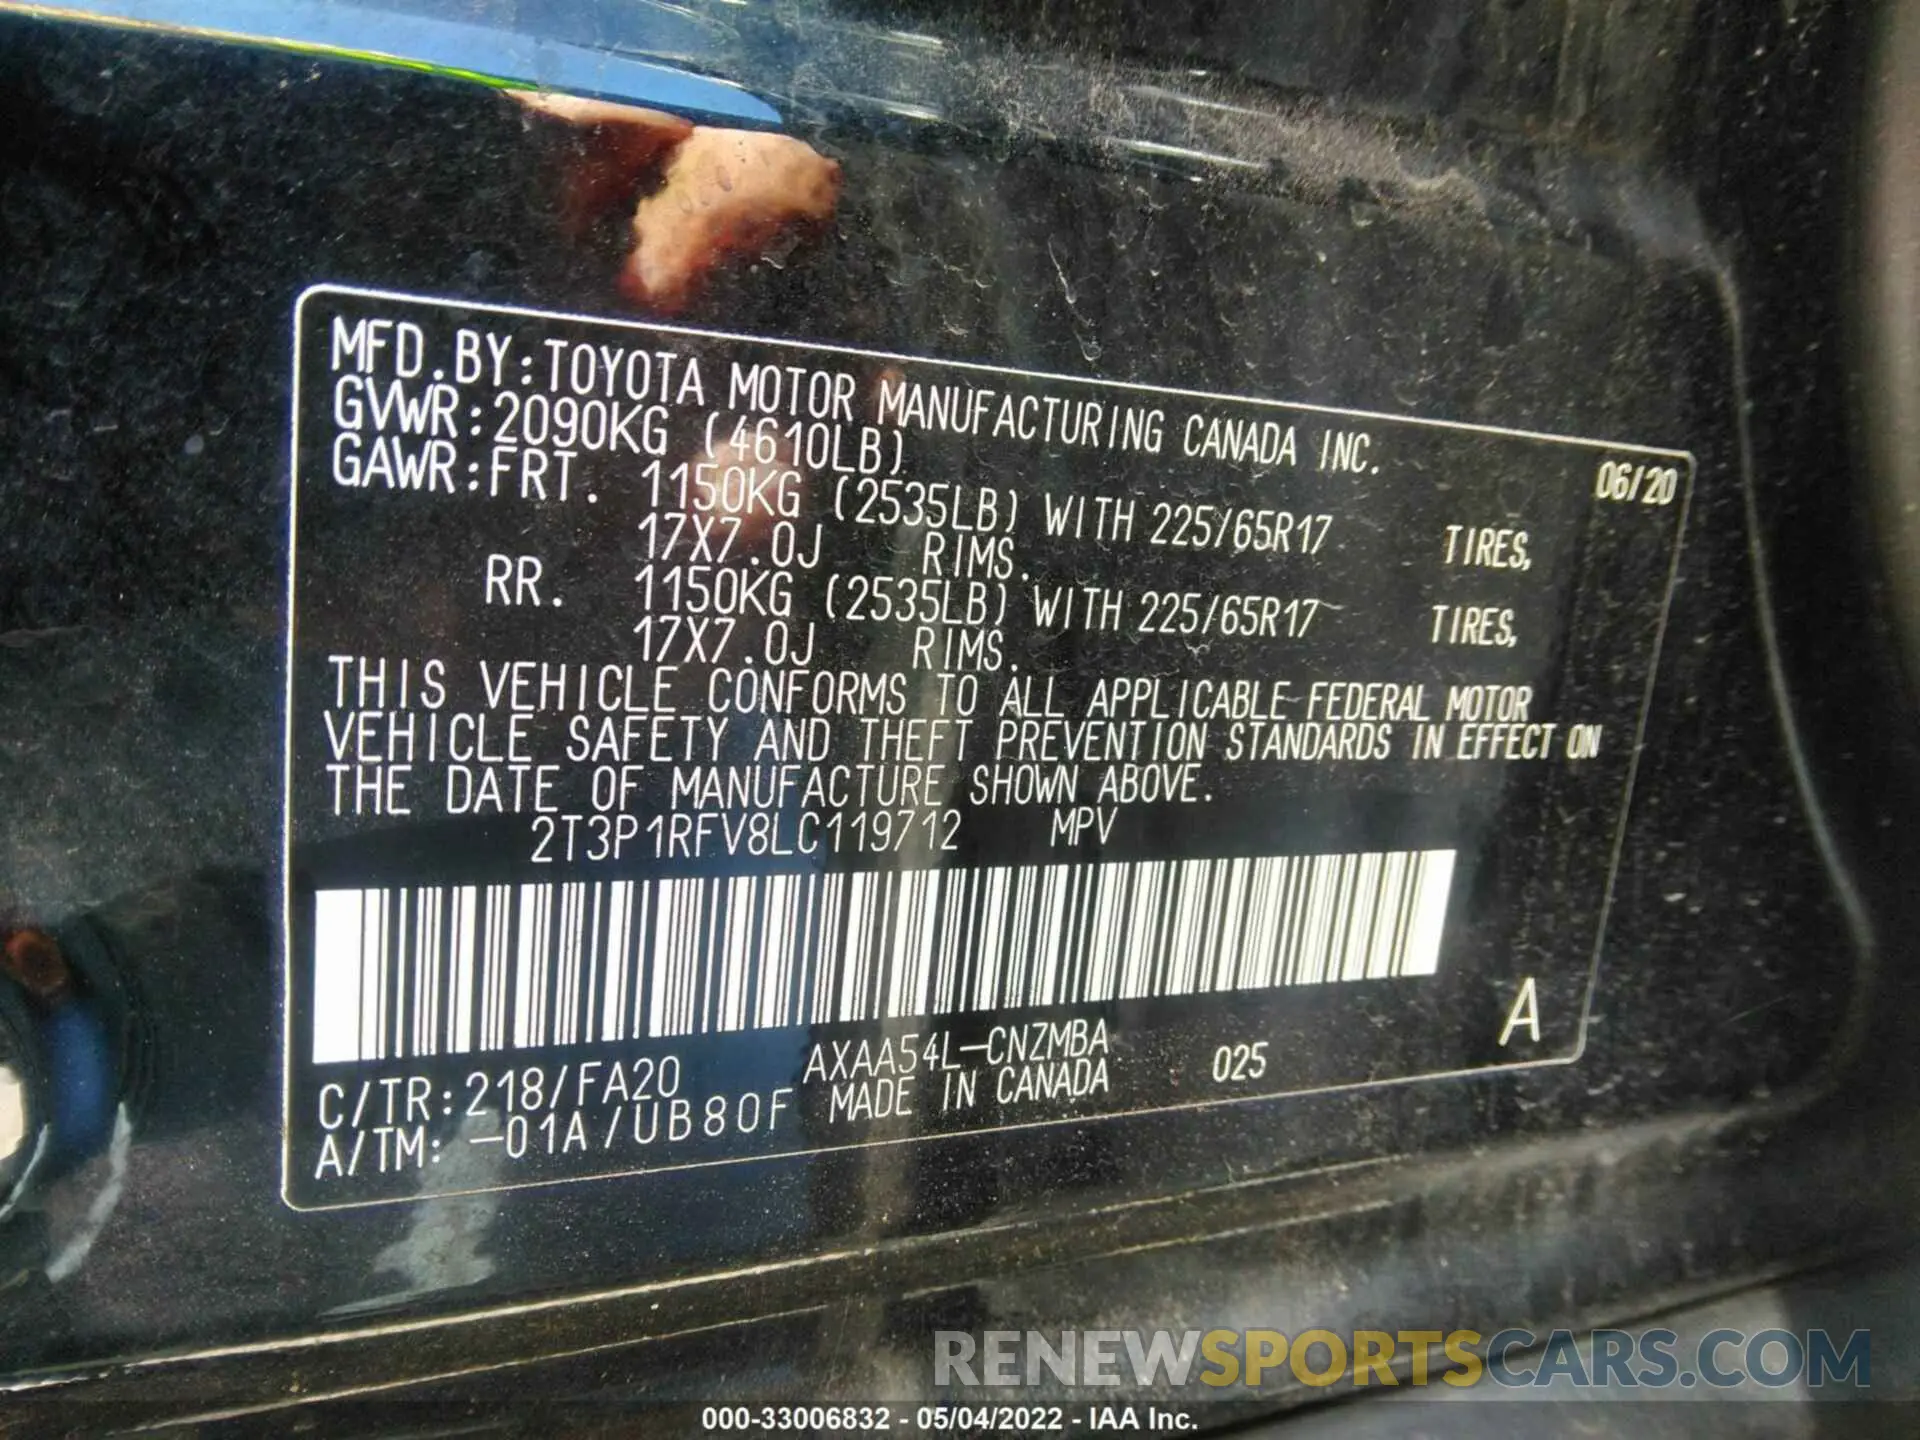 MFD.BY:TOYOTA MOTOR MANUFACTURING CANADA INC.
GVWR:2090KG (4610LB) 06/20
GAWR:FRT. 1150KG (2535LB) WITH 225/65R17 TIRES,
17X7.0J RIMS.
RR. 1150KG (2535LB) WITH 225/65R17 TIRES,
17X7.0J RIMS.
THIS VEHICLE CONFORMS TO ALL APPLICABLE FEDERAL MOTOR
VEHICLE SAFETY AND THEFT PREVENTION STANDARDS IN EFFECT ON
THE DATE OF MANUFACTURE SHOWN ABOVE.
2T3P1RFV8LC119712 MPV
A
C/TR:218/FA20 AXAA54L-CNZMBA 025
A/TM: -01A/UB80F MADE IN CANADA
RENEWSPORTSCARS.COM
000-33006832 - 05/04/2022 - IAA Inc.